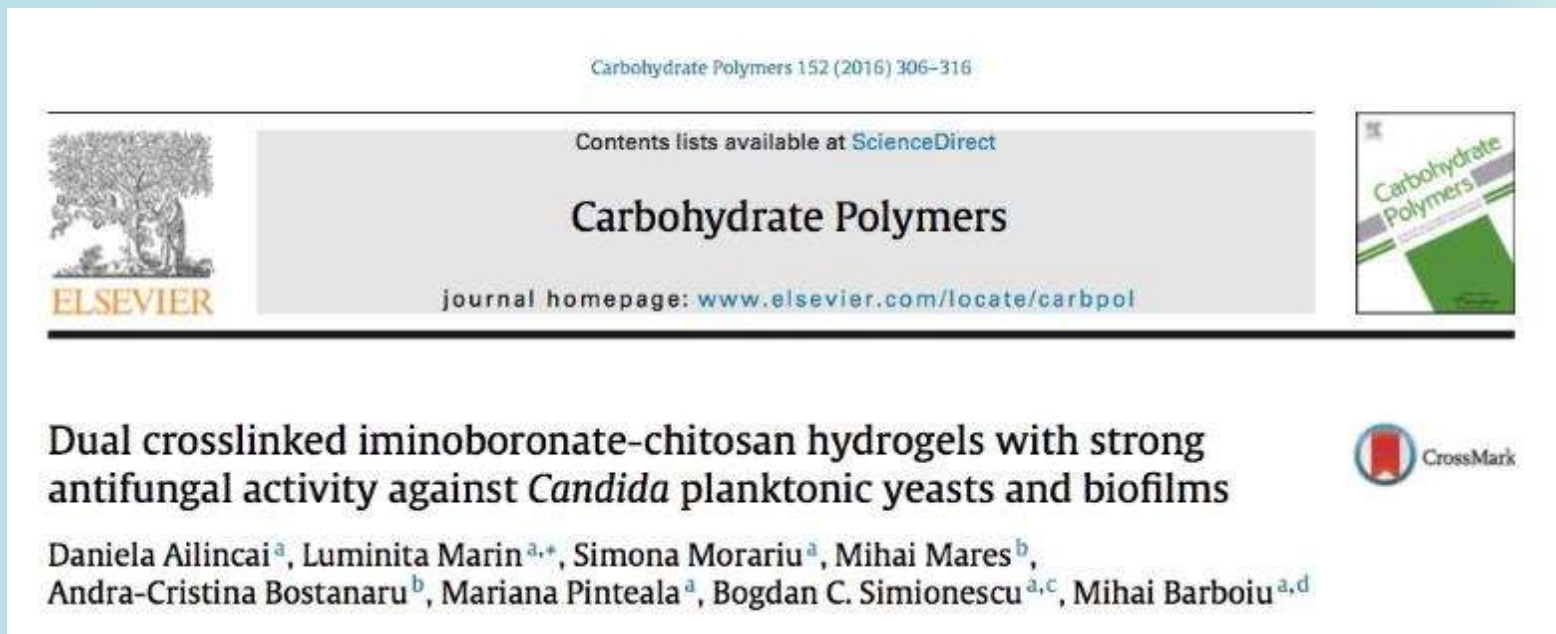 Carbohydrate Polymers 152 (2016) 306–316
Contents lists available at ScienceDirect
Carbohydrate Polymers
journal homepage: www.elsevier.com/locate/carbpol
ELSEVIER
Carbohydrate
Polymers
Dual crosslinked iminoboronate-chitosan hydrogels with strong
antifungal activity against Candida planktonic yeasts and biofilms
CrossMark
Daniela Ailincai a, Luminita Marin a,*, Simona Morariu a, Mihai Mares b,
Andra-Cristina Bostanaru b, Mariana Pinteala a, Bogdan C. Simionescu a,c, Mihai Barboiu a,d